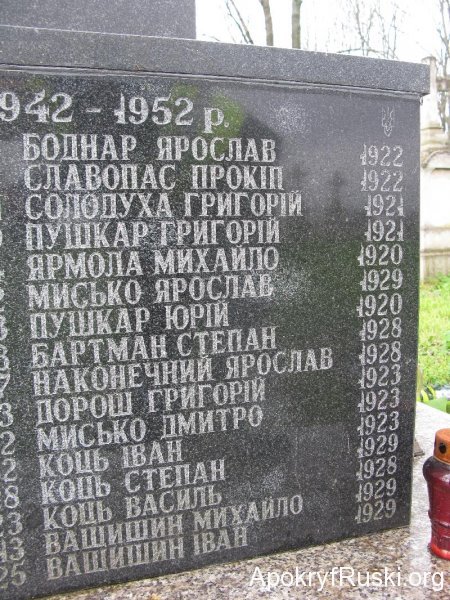 1942 - 1952 р.
БОДНАР ЯРОСЛАВ 1922
СЛАВОПАС ПРОКІП 1922
СОЛОДУХА ГРИГОРІЙ 1921
ПУШКАР ГРИГОРІЙ 1921
ЯРМОЛА МИХАЙЛО 1920
МИСЬКО ЯРОСЛАВ 1929
ПУШКАР ЮРІЙ 1920
БАРТМАН СТЕПАН 1928
НАКОНЕЧНИЙ ЯРОСЛАВ 1928
ДОРОШ ГРИГОРІЙ 1923
МИСЬКО ДМИТРО 1923
КОЦЬ ІВАН 1923
КОЦЬ СТЕПАН 1929
КОЦЬ ВАСИЛЬ 1928
ВАЩИШИН МИХАЙЛО 1929
ВАЩИШИН ІВАН 1929
ApokryfRuski.org